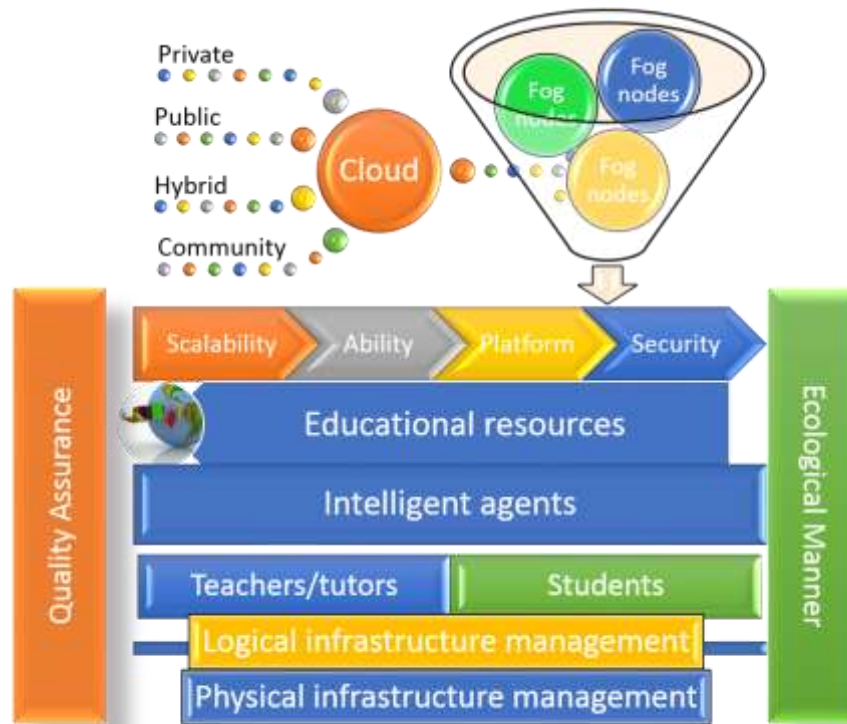 Private
Public
Hybrid
Community
Cloud
Fog
nodes
Fog
nodes
Fog
nodes
Scalability
Ability
Platform
Security
Educational resources
Intelligent agents
Teachers/tutors
Students
Logical infrastructure management
Physical infrastructure management
Quality Assurance
Ecological Manner